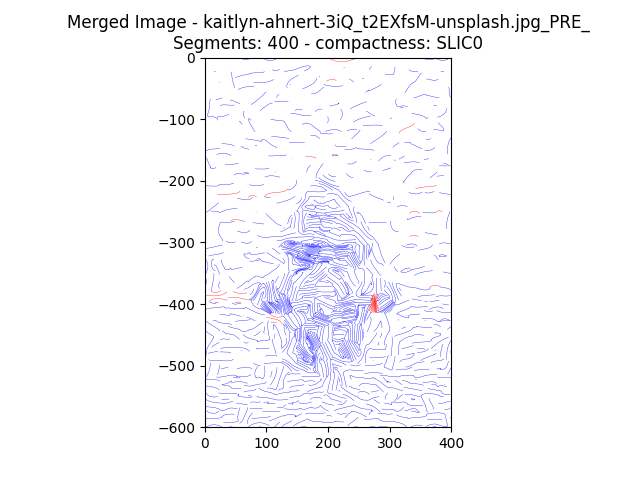 Merged Image - kaitlyn-ahnert-3iQ_t2EXfsM-unsplash.jpg_PRE_
Segments: 400 - compactness: SLIC0
0
−100
−200
−300
−400
−500
−600
0 100 200 300 400